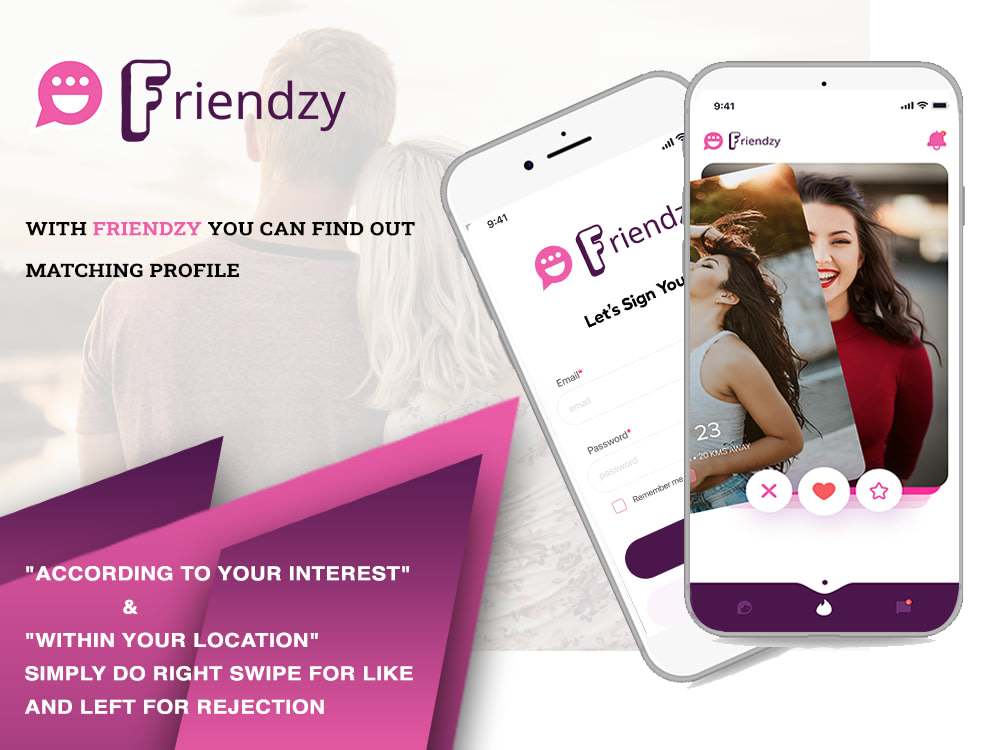 Friendzy
WITH FRIENDZY YOU CAN FIND OUT
MATCHING PROFILE
"ACCORDING TO YOUR INTEREST"
&
"WITHIN YOUR LOCATION"
SIMPLY DO RIGHT SWIPE FOR LIKE
AND LEFT FOR REJECTION
9:41
Friendz
Let's Sign You
Email*
email
Password*
password
Remember me
9:41
Friendzy
23
• 20 KMS AWAY